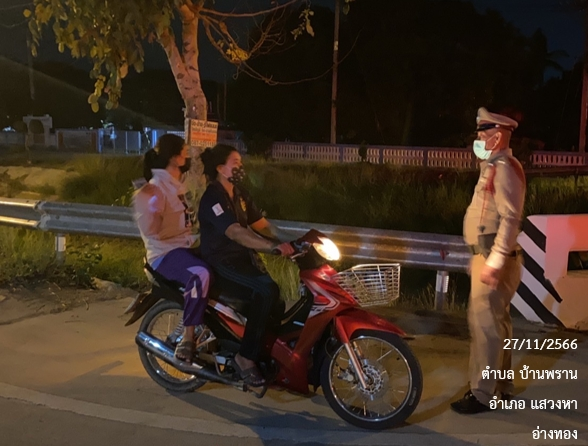 27/11/2566
ตำบล บ้านพราน
อำเภอ แสวงหา
อ่างทอง